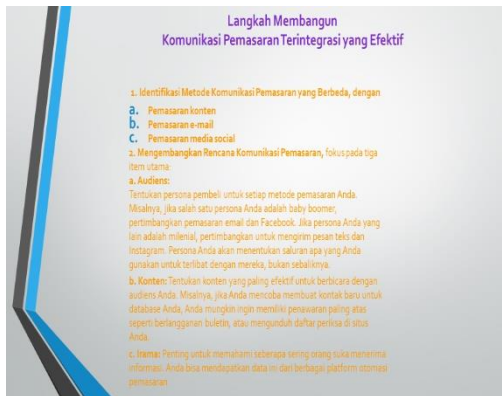 Langkah Membangun
Komunikasi Pemasaran Terintegrasi yang Efektif
1. Identifikasi Metode Komunikasi Pemasaran yang Berbeda, dengan
a. Pemasaran konten
b. Pemasaran e-mail
c. Pemasaran media social
2. Mengembangkan Rencana Komunikasi Pemasaran, fokus pada tiga
item utama:
a. Audiens:
Tentukan persona pembeli untuk setiap metode pemasaran Anda.
Misalnya, jika salah satu persona Anda adalah baby boomer,
pertimbangkan pemasaran email dan Facebook. Jika persona Anda yang
lain adalah milenial, pertimbangkan untuk mengirim pesan teks dan
Instagram. Persona Anda akan menentukan saluran apa yang Anda
gunakan untuk terlibat dengan mereka, bukan sebaliknya.
b. Konten: Tentukan konten yang paling efektif untuk berbicara dengan
audiens Anda. Misalnya, jika Anda mencoba membuat kontak baru untuk
database Anda, Anda mungkin ingin memiliki penawaran paling atas
seperti berlangganan buletin, atau mengunduh daftar periksa di situs
Anda.
c. Irama: Penting untuk memahami seberapa sering orang suka menerima
informasi. Anda bisa mendapatkan data ini dari berbagai platform otomasi
pemasaran